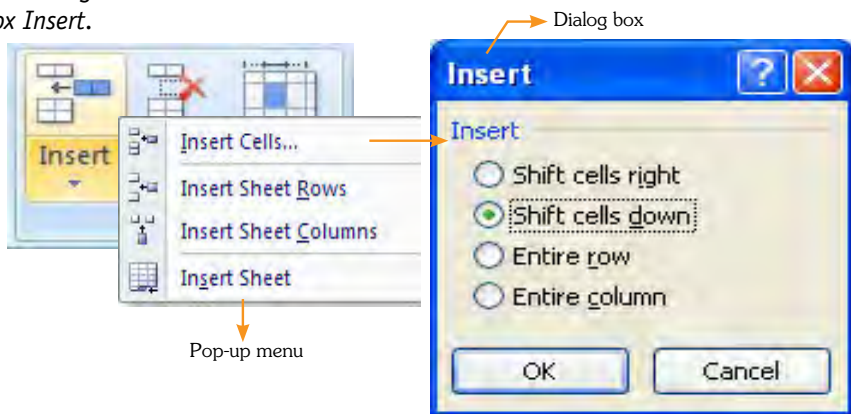 Dialog box
ox Insert.
Insert
Insert
Insert Cells...
Insert Sheet Rows
Insert Sheet Columns
Insert Sheet
Pop-up menu
Insert
?
Shift cells right
Shift cells down
Entire row
Entire column
OK
Cancel